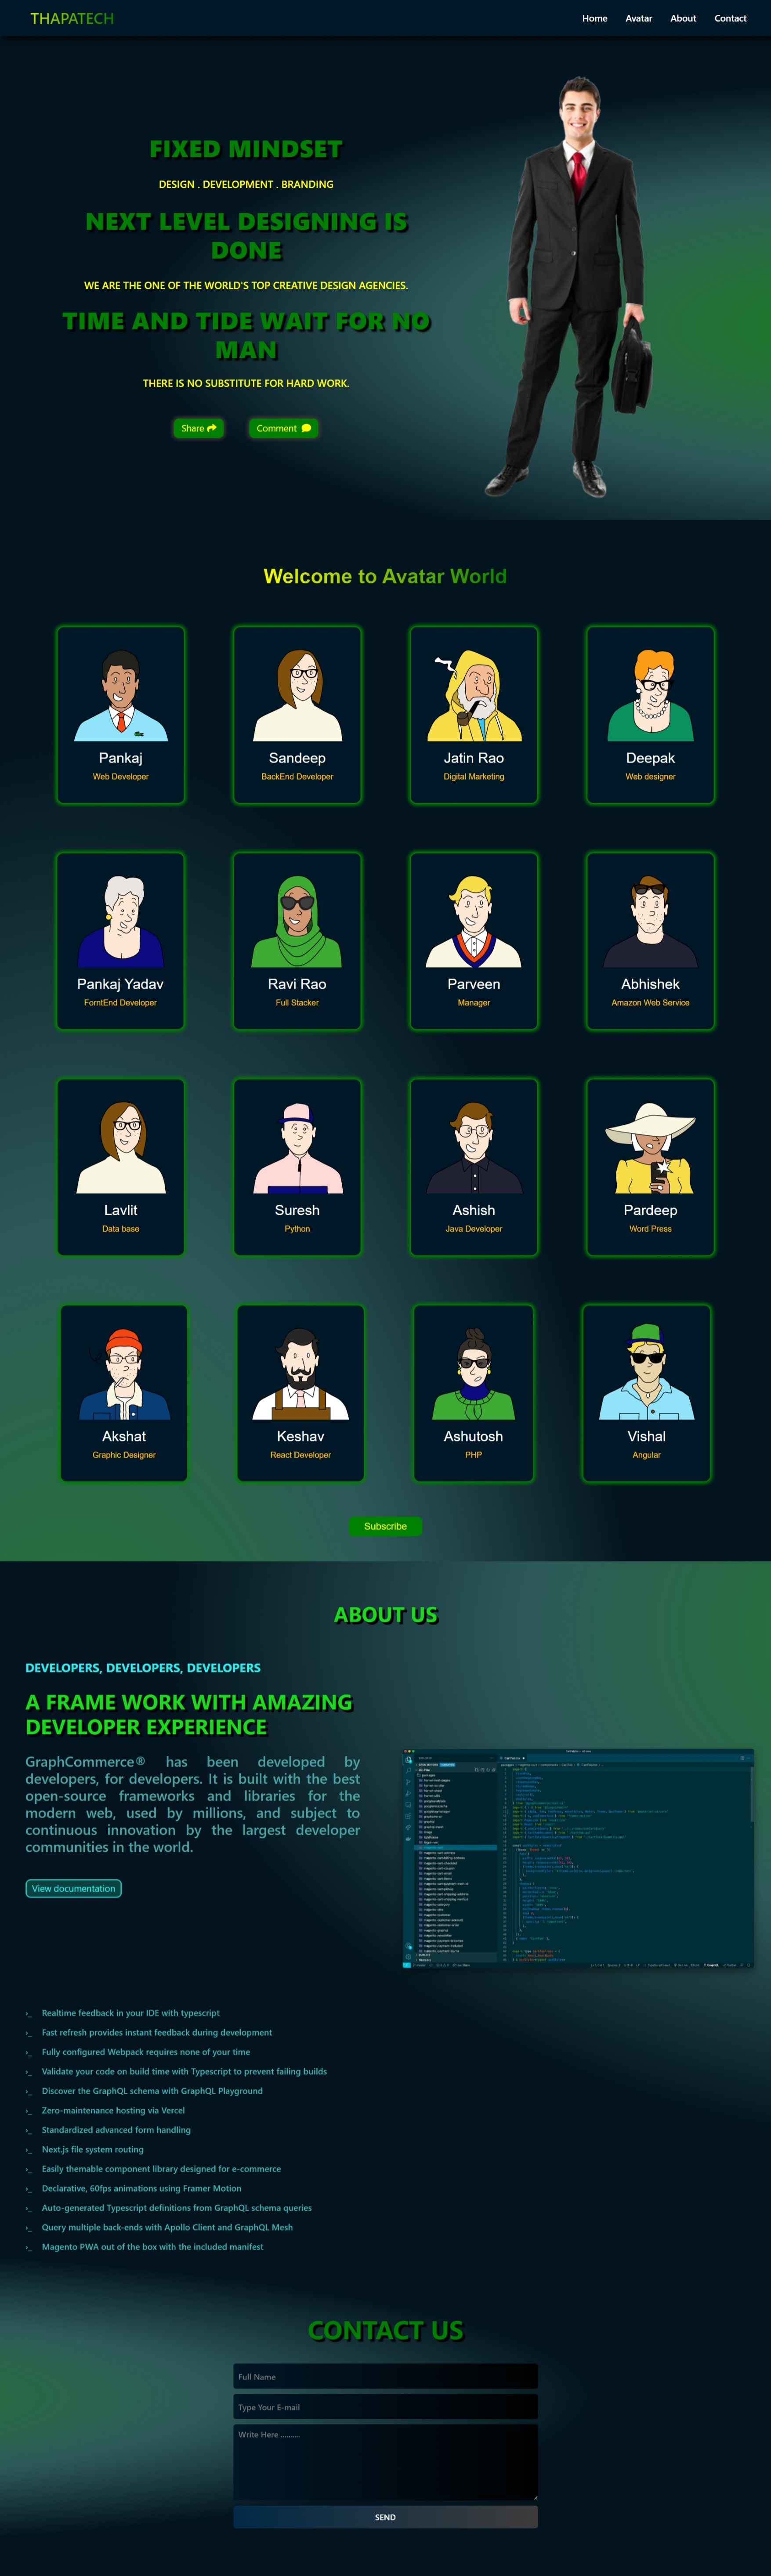 THAPATECH
Home Avatar About Contact
FIXED MINDSET
DESIGN . DEVELOPMENT . BRANDING
NEXT LEVEL DESIGNING IS
DONE
WE ARE THE ONE OF THE WORLD'S TOP CREATIVE DESIGN AGENCIES.
TIME AND TIDE WAIT FOR NO
MAN
THERE IS NO SUBSTITUTE FOR HARD WORK.
Share Comment
Welcome to Avatar World
Pankaj Sandeep Jatin Rao Deepak
Web Developer BackEnd Developer Digital Marketing Web designer
Pankaj Yadav Ravi Rao Parveen Abhishek
ForntEnd Developer Full Stacker Manager Amazon Web Service
Lavlit Suresh Ashish Pardeep
Data base Python Java Developer Word Press
Akshat Keshav Ashutosh Vishal
Graphic Designer React Developer PHP Angular
Subscribe
ABOUT US
DEVELOPERS, DEVELOPERS, DEVELOPERS
A FRAME WORK WITH AMAZING
DEVELOPER EXPERIENCE
GraphCommerce® has been developed by
developers, for developers. It is built with the best
open-source frameworks and libraries for the
modern web, used by millions, and subject to
continuous innovation by the largest developer
communities in the world.
View documentation
›_ Realtime feedback in your IDE with typescript
›_ Fast refresh provides instant feedback during development
›_ Fully configured Webpack requires none of your time
›_ Validate your code on build time with Typescript to prevent failing builds
›_ Discover the GraphQL schema with GraphQL Playground
›_ Zero-maintenance hosting via Vercel
›_ Standardized advanced form handling
›_ Next.js file system routing
›_ Easily themable component library designed for e-commerce
›_ Declarative, 60fps animations using Framer Motion
›_ Auto-generated Typescript definitions from GraphQL schema queries
›_ Query multiple back-ends with Apollo Client and GraphQL Mesh
›_ Magento PWA out of the box with the included manifest
CONTACT US
Full Name
Type Your E-mail
Write Here ..........
SEND